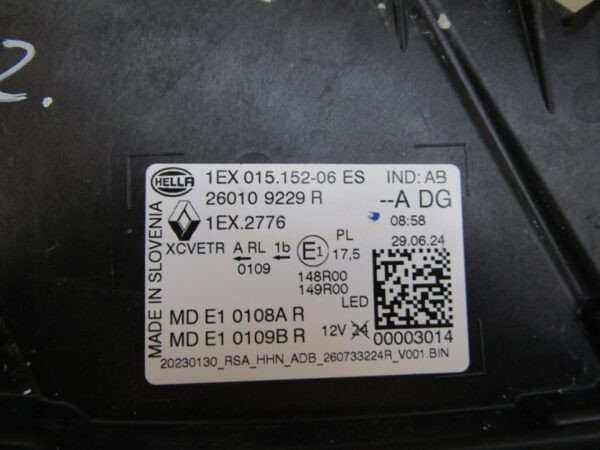 2.
HELLA
1EX 015.152-06 ES IND: AB
26010 9229 R --A DG
1EX.2776 08:58
29.06.24
XCVETR A RL 1b E1 PL
0109 17,5
148R00
149R00
LED
MD E1 0108A R
MD E1 0109B R 12V 24
00003014
20230130_RSA_HHN_ADB_260733224R_V001.BIN
MADE IN SLOVENIA